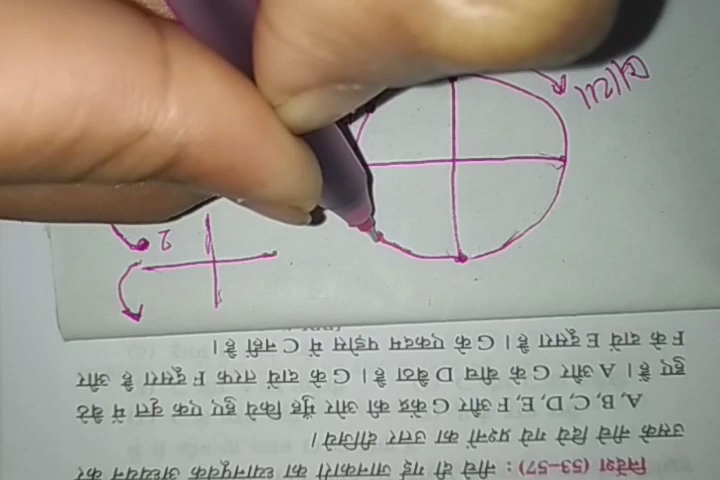 निर्देश (53-57) : नीचे दी गई जानकारी का ध्यानपूर्वक अध्ययन कर
उसके नीचे दिये गये प्रश्नों का उत्तर दीजिये।
A, B, C, D, E, F और G केंद्र की ओर मुँह किये हुए एक वृत्त में बैठे
हुए हैं। A और G के बीच D बैठा है। G के बायें तरफ F दूसरा है और
F के बायें E दूसरा है। G के एकदम पड़ोस में C नहीं है।
2